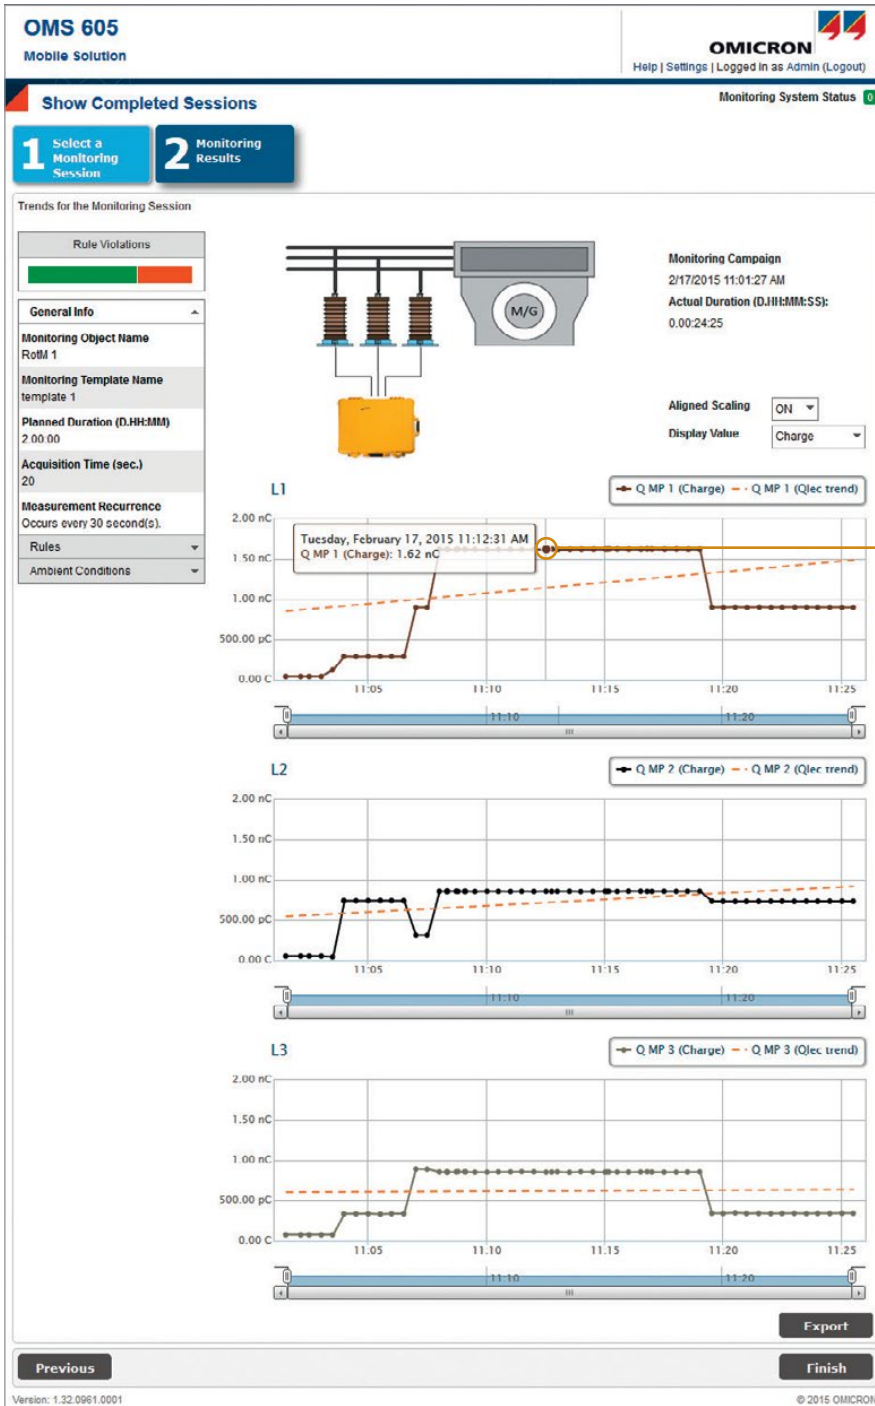 OMS 605
Mobile Solution
OMICRON
Help | Settings | Logged in as Admin (Logout)
Show Completed Sessions
Monitoring System Status 0
1 Select a Monitoring Session
2 Monitoring Results
Trends for the Monitoring Session
Rule Violations
General Info
Monitoring Object Name
RotM 1
Monitoring Template Name
template 1
Planned Duration (D.HH:MM)
2.00:00
Acquisition Time (sec.)
20
Measurement Recurrence
Occurs every 30 second(s).
Rules
Ambient Conditions
M/G
Monitoring Campaign
2/17/2015 11:01:27 AM
Actual Duration (D.HH:MM:SS):
0.00:24:25
Aligned Scaling ON
Display Value Charge
L1
Q MP 1 (Charge) Q MP 1 (QIec trend)
Tuesday, February 17, 2015 11:12:31 AM
Q MP 1 (Charge): 1.62 nC
2.00 nC
1.50 nC
1.00 nC
500.00 pC
0.00 C
11:05 11:10 11:15 11:20 11:25
11:10 11:20
L2
Q MP 2 (Charge) Q MP 2 (QIec trend)
2.00 nC
1.50 nC
1.00 nC
500.00 pC
0.00 C
11:05 11:10 11:15 11:20 11:25
11:10 11:20
L3
Q MP 3 (Charge) Q MP 3 (QIec trend)
2.00 nC
1.50 nC
1.00 nC
500.00 pC
0.00 C
11:05 11:10 11:15 11:20 11:25
11:10 11:20
Export
Previous
Finish
Version: 1.32.0961.0001
© 2015 OMICRON